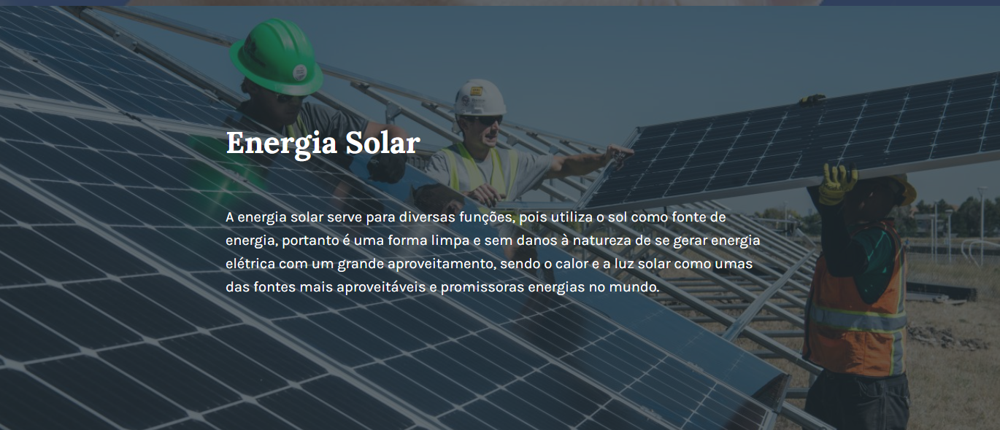 Energia Solar
A energia solar serve para diversas funções, pois utiliza o sol como fonte de
energia, portanto é uma forma limpa e sem danos à natureza de se gerar energia
elétrica com um grande aproveitamento, sendo o calor e a luz solar como umas
das fontes mais aproveitáveis e promissoras energias no mundo.